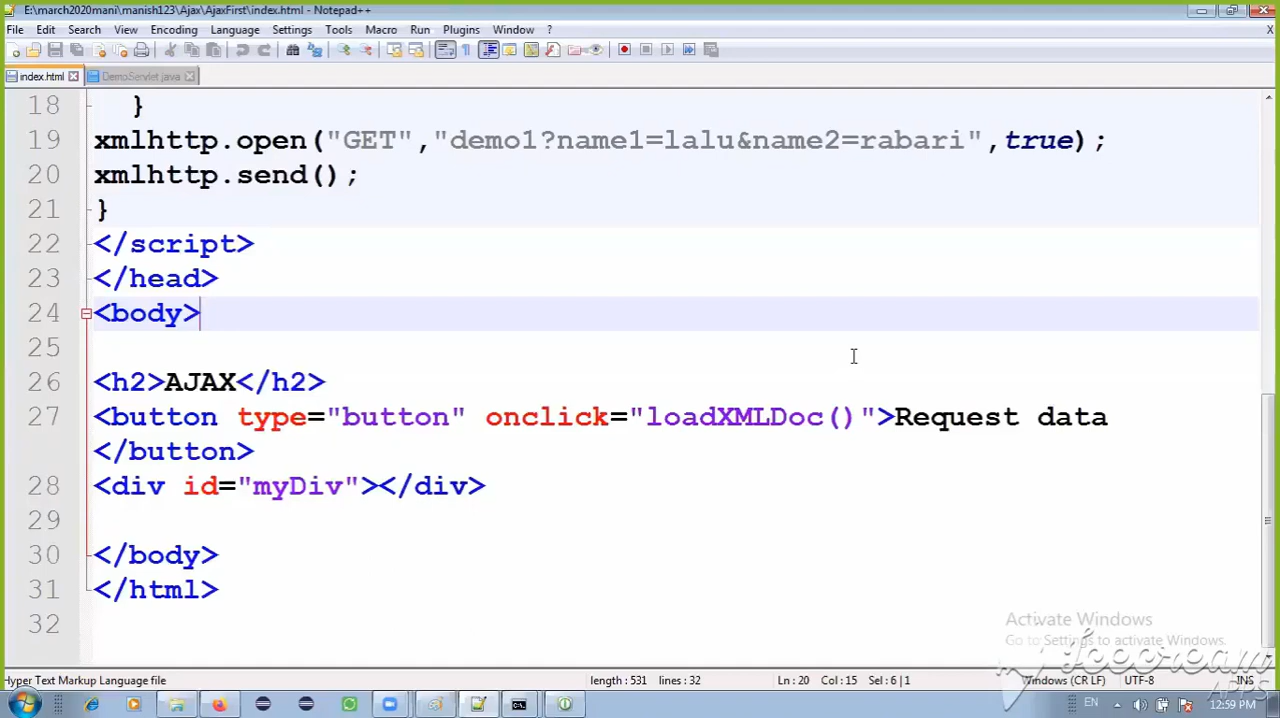 E:\march2020mani\manish123\Ajax\AjaxFirst\index.html - Notepad++
File Edit Search View Encoding Language Settings Tools Macro Run Plugins Window ? X
index.html DemoServlet.java
18 }
19 xmlhttp.open("GET","demo1?name1=lalu&name2=rabari",true);
20 xmlhttp.send();
21 }
22 </script>
23 </head>
24 <body>
25
26 <h2>AJAX</h2>
27 <button type="button" onclick="loadXMLDoc()">Request data
</button>
28 <div id="myDiv"></div>
29
30 </body>
31 </html>
32
Activate Windows
Go to Settings to activate Windows.
Icecream
APPS
Hyper Text Markup Language file length : 531 lines : 32 Ln : 20 Col : 15 Sel : 6 | 1 Windows (CR LF) UTF-8 INS
EN 12:59 PM